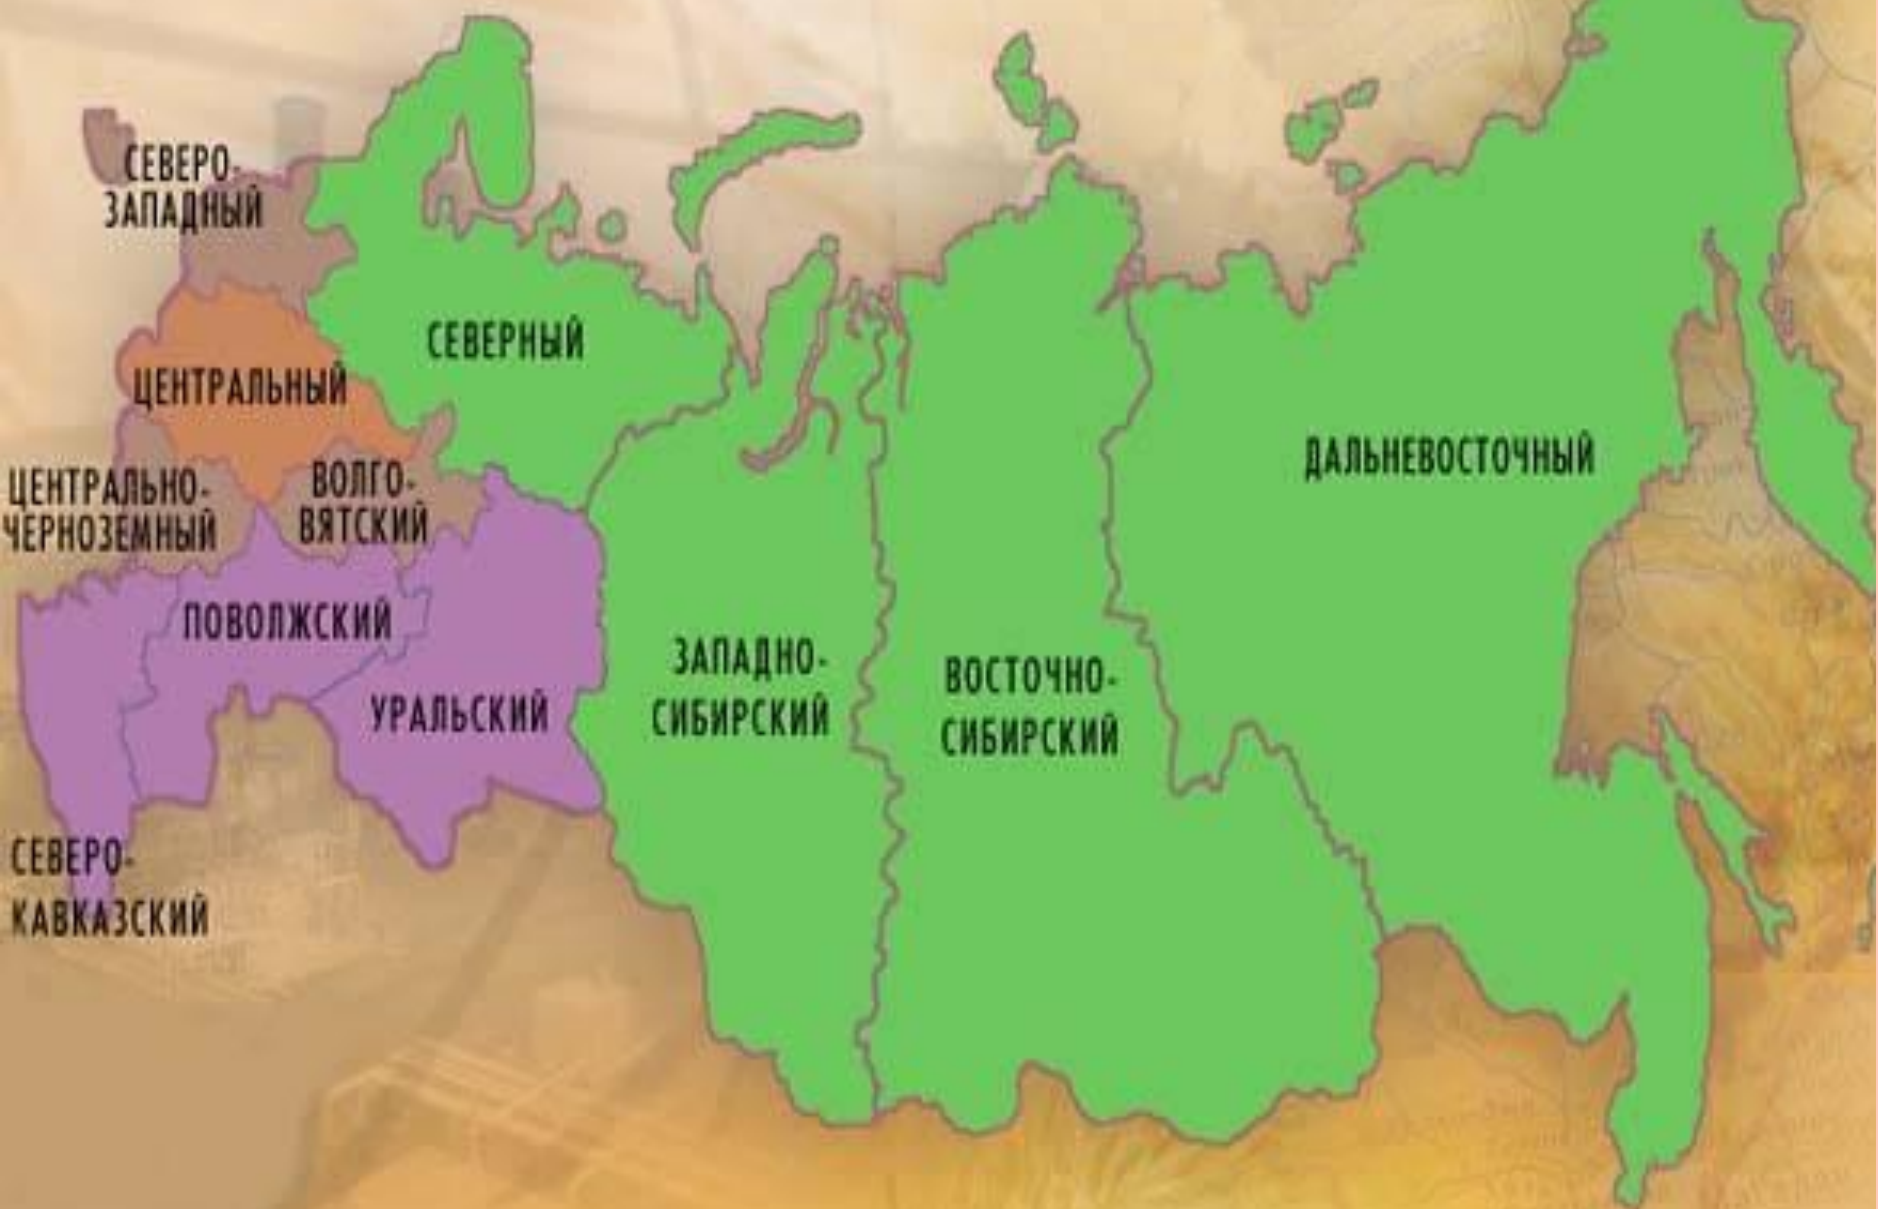 СЕВЕРО-
ЗАПАДНЫЙ
СЕВЕРНЫЙ
ЦЕНТРАЛЬНЫЙ
ЦЕНТРАЛЬНО-
ЧЕРНОЗЕМНЫЙ
ВОЛГО-
ВЯТСКИЙ
ДАЛЬНЕВОСТОЧНЫЙ
ПОВОЛЖСКИЙ
УРАЛЬСКИЙ
ЗАПАДНО-
СИБИРСКИЙ
ВОСТОЧНО-
СИБИРСКИЙ
СЕВЕРО-
КАВКАЗСКИЙ